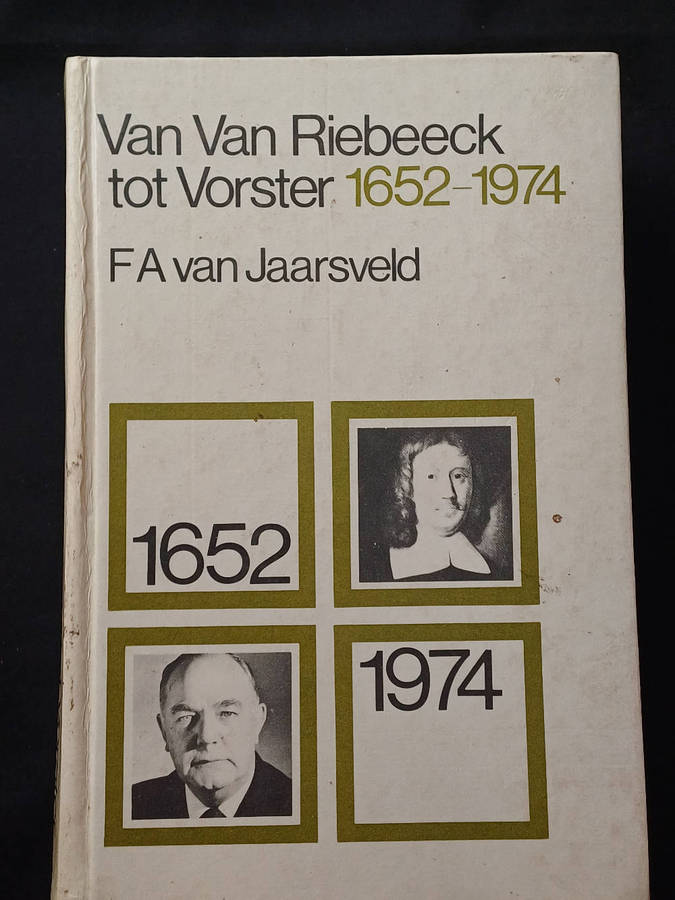 Van Van Riebeeck
tot Vorster 1652-1974
F A van Jaarsveld
1652
1974